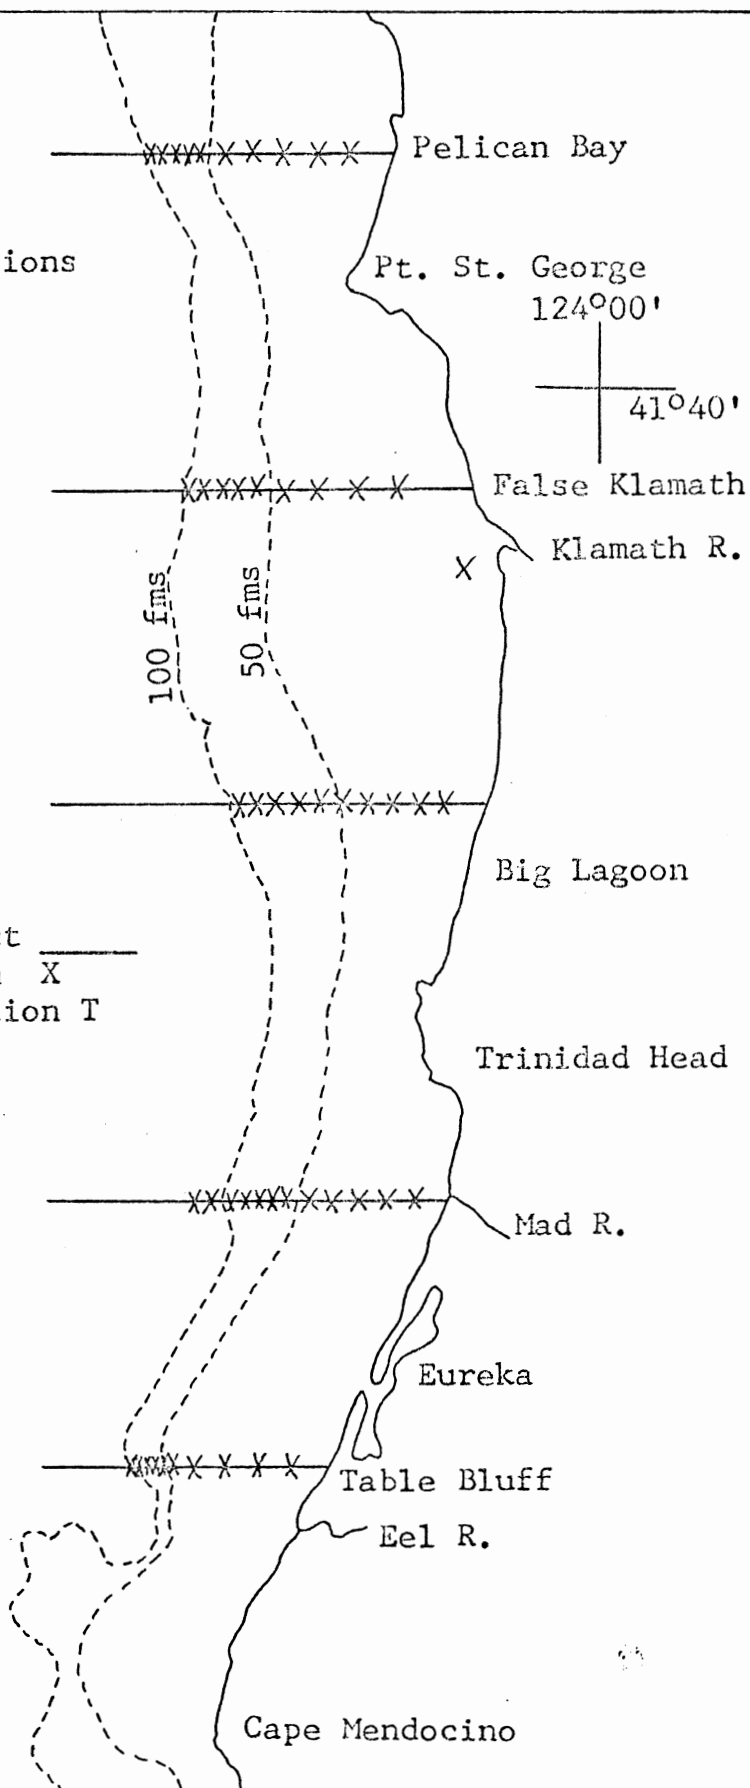 Pelican Bay
ions
Pt. St. George
124°00'
41°40'
False Klamath
Klamath R.
100 fms
50 fms
Big Lagoon
X
ion T
Trinidad Head
Mad R.
Eureka
Table Bluff
Eel R.
Cape Mendocino